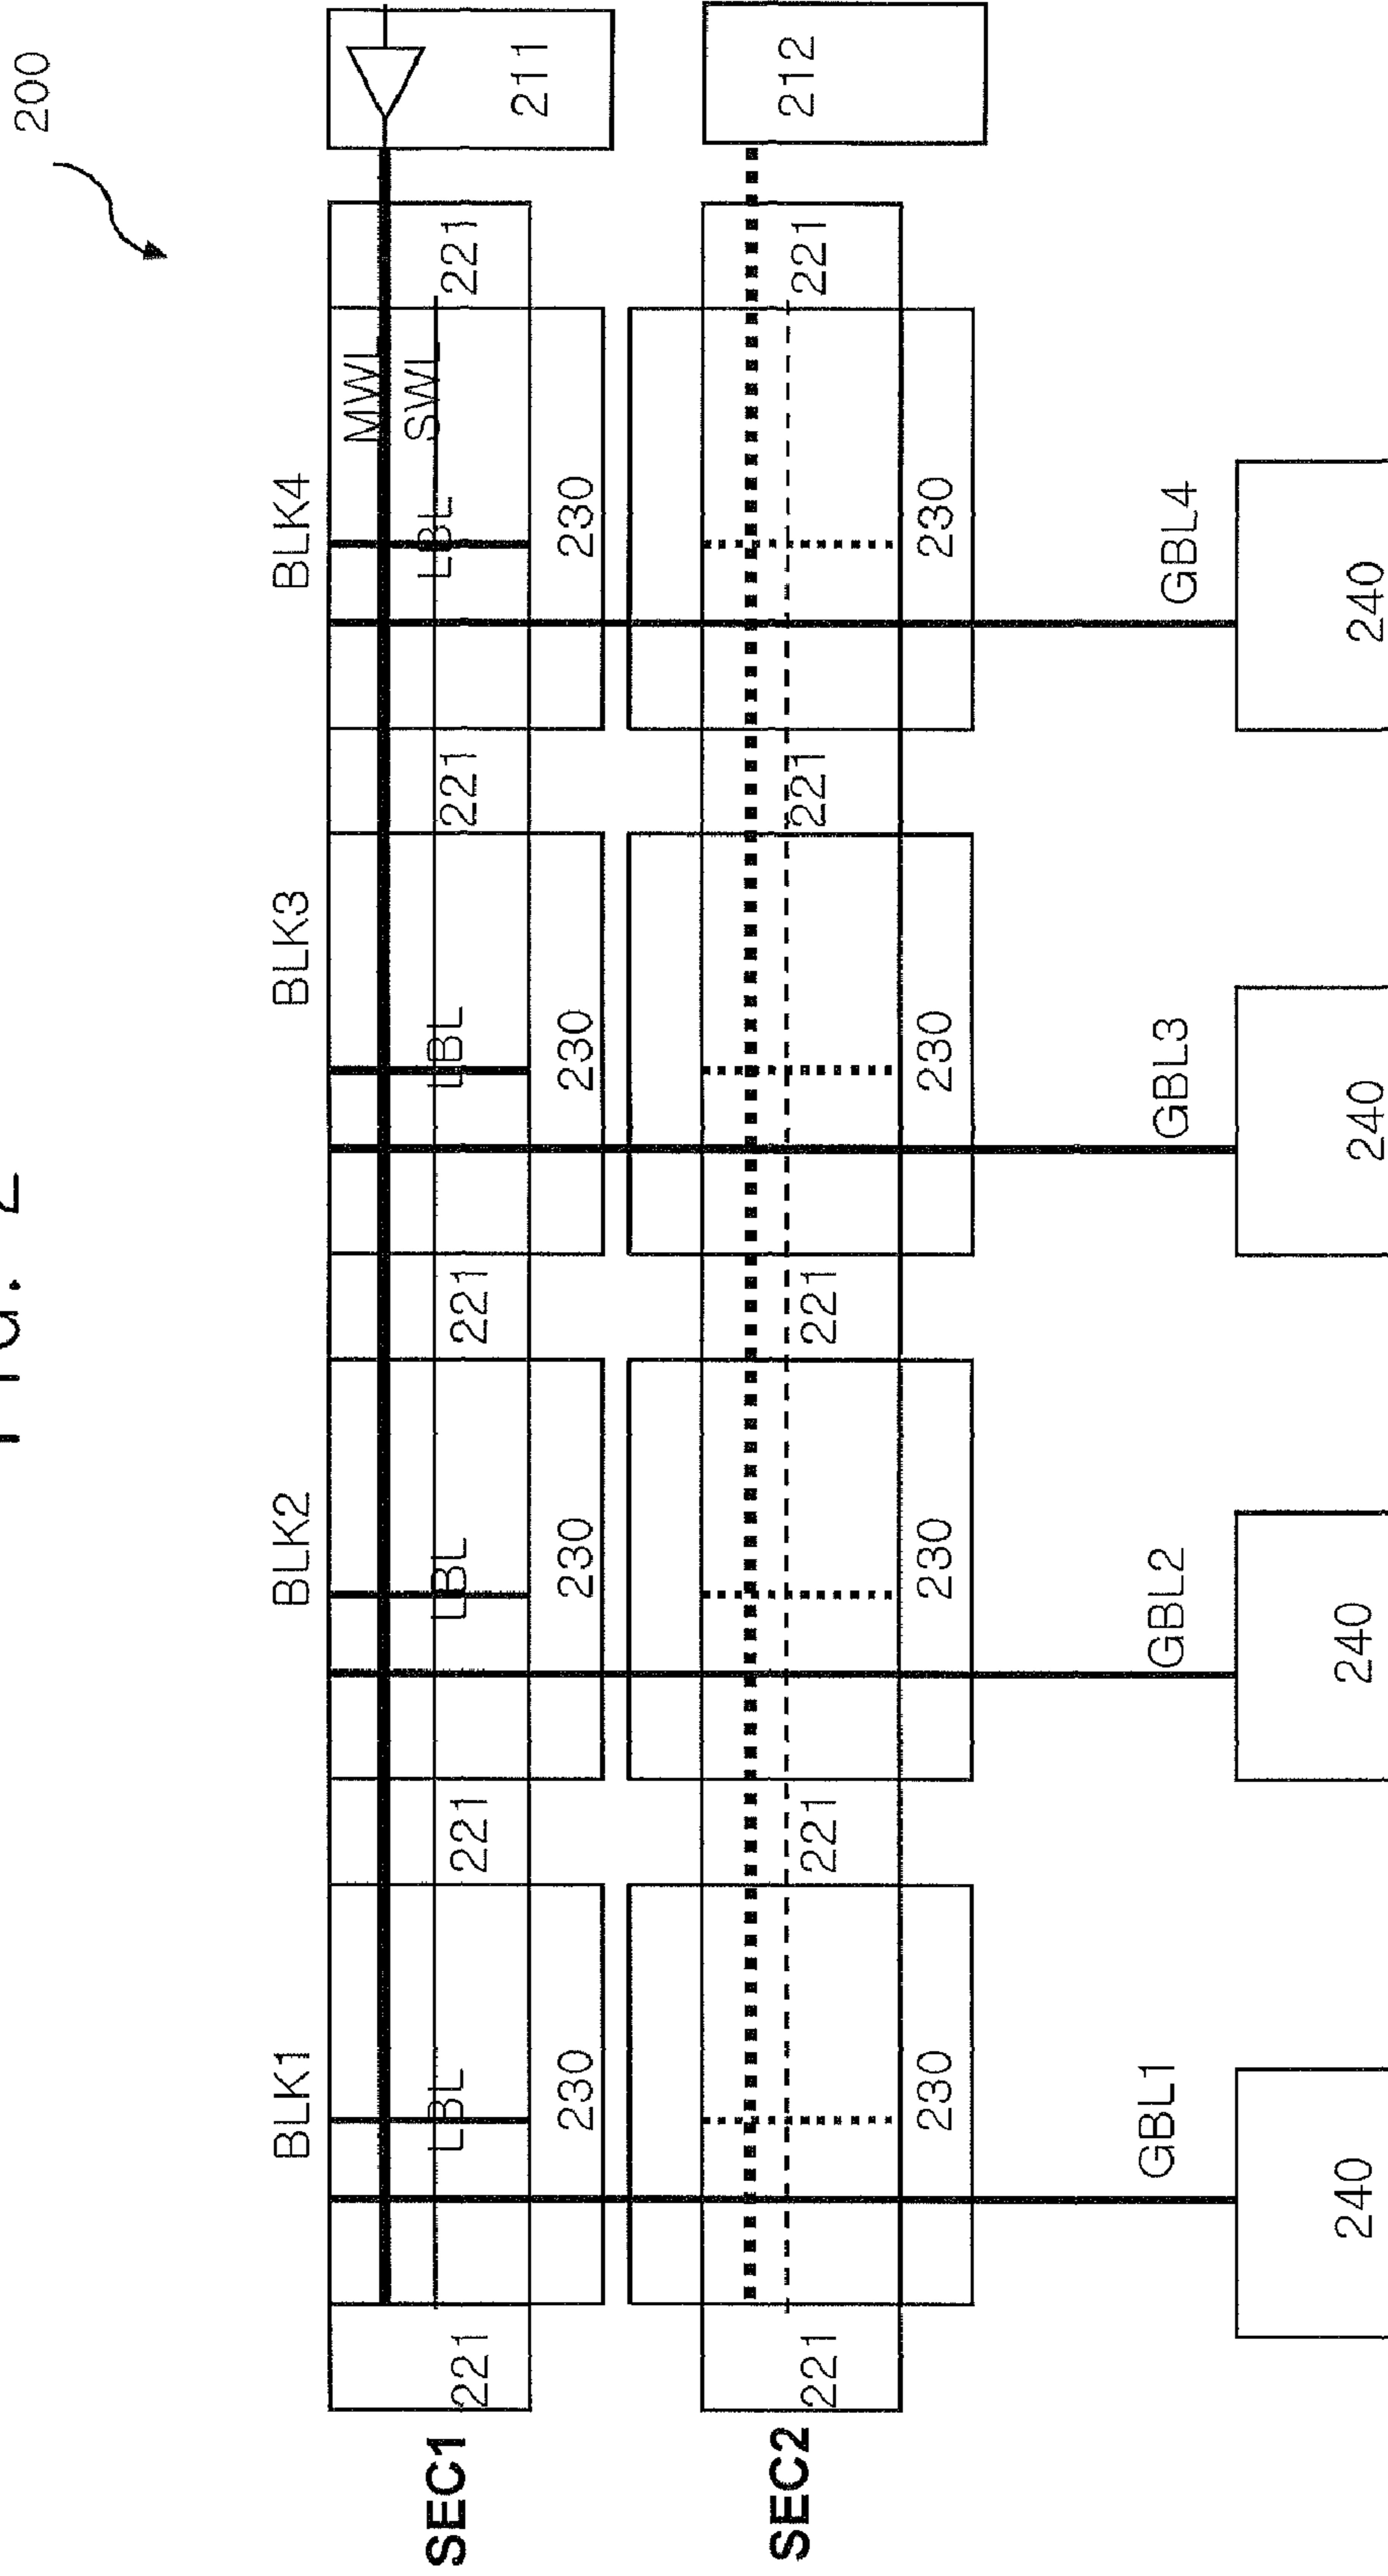 200
BLK1 BLK2 BLK3 BLK4
MWL
SWL
LBL LBL LBL LBL
SEC1 221 221 221 221 221
211
230 230 230 230
SEC2 221 221 221 221 221
212
230 230 230 230
GBL1 GBL2 GBL3 GBL4
240 240 240 240